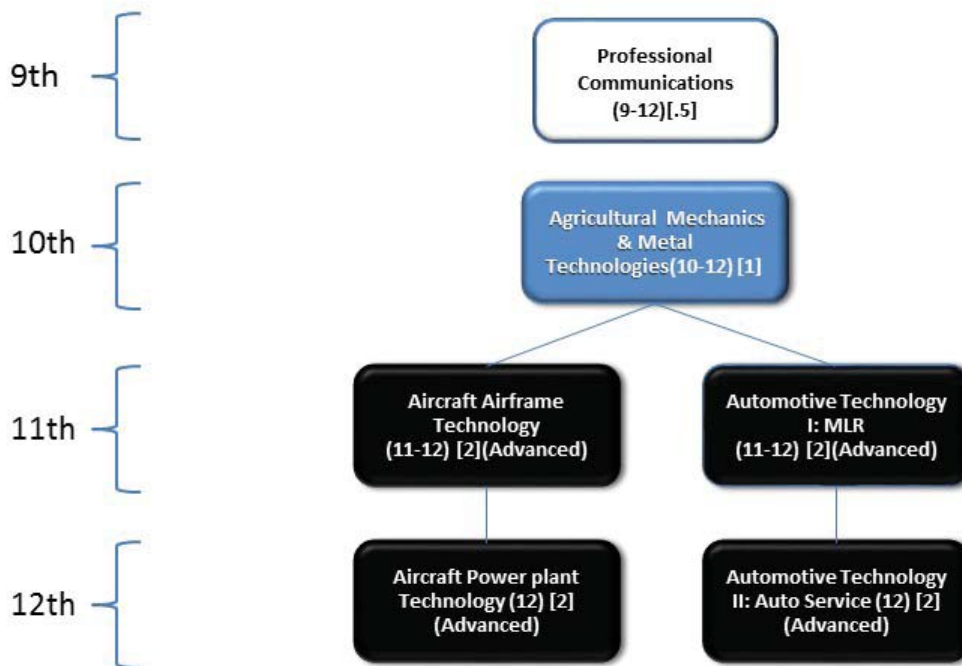 9th
Professional
Communications
(9-12)[.5]
10th
Agricultural Mechanics
& Metal
Technologies(10-12) [1]
11th
Aircraft Airframe
Technology
(11-12) [2](Advanced)
Automotive Technology
I: MLR
(11-12) [2](Advanced)
12th
Aircraft Power plant
Technology (12) [2]
(Advanced)
Automotive Technology
II: Auto Service (12) [2]
(Advanced)